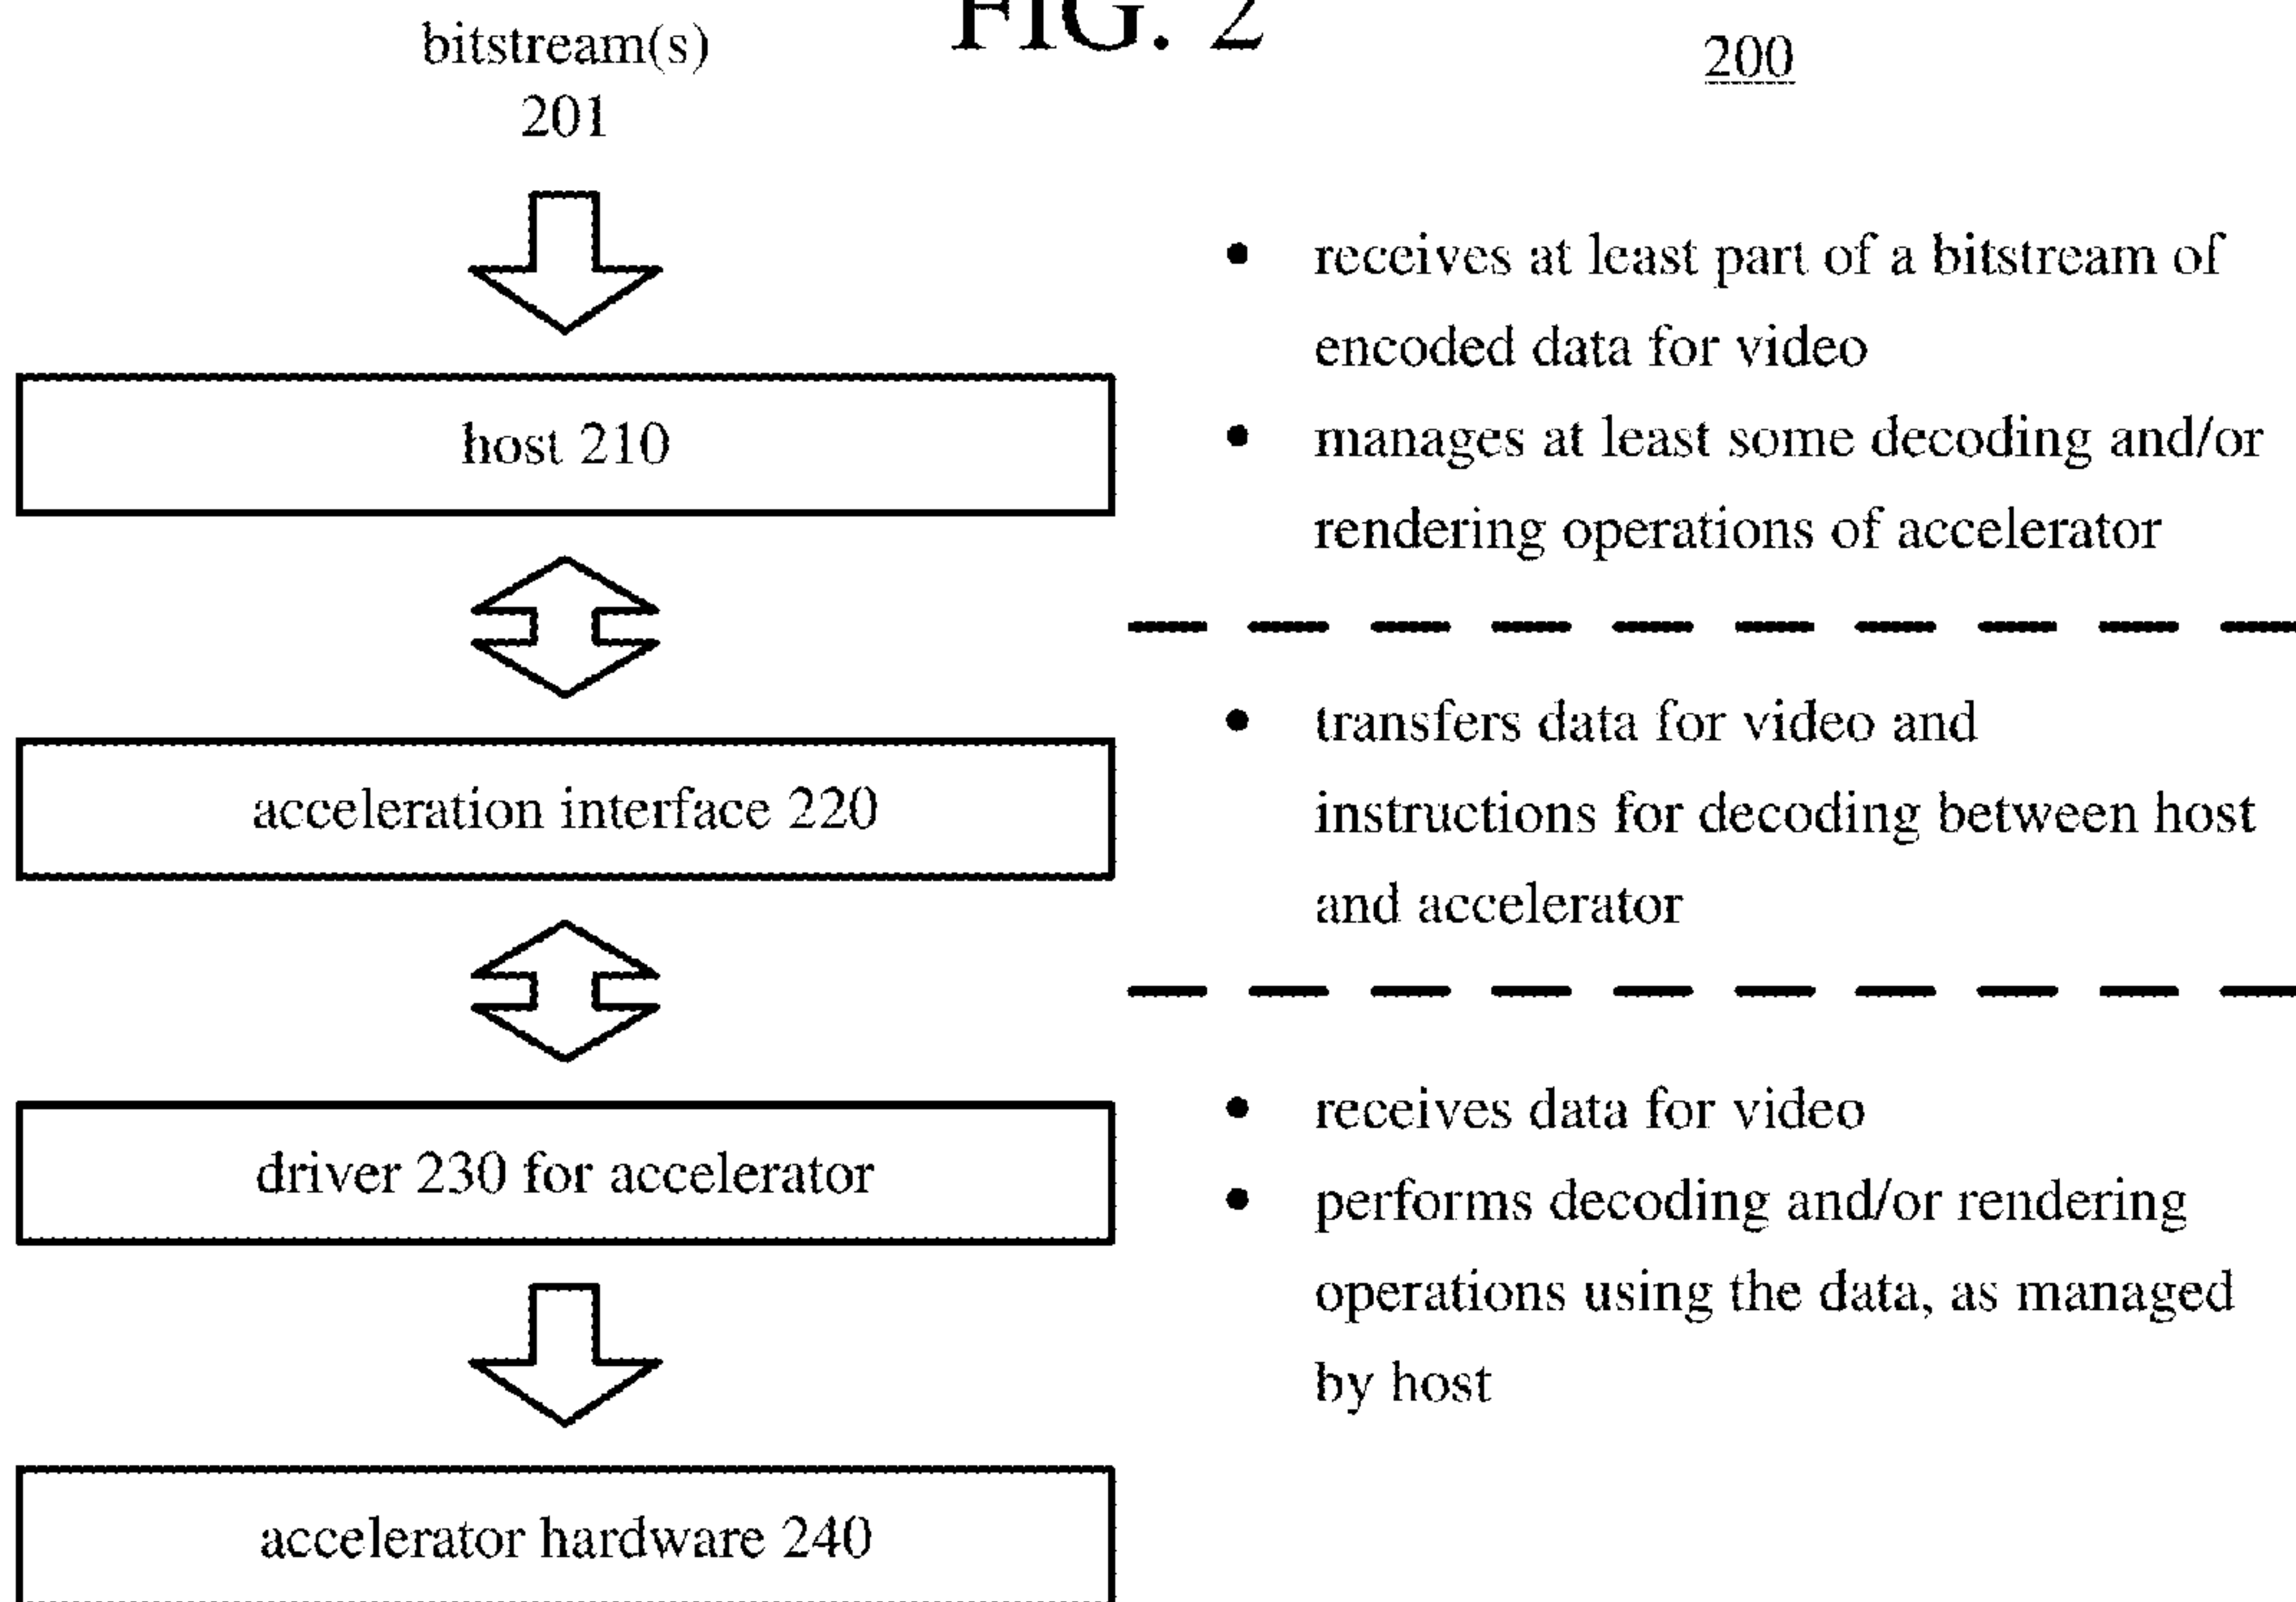 FIG. 2
200
bitstream(s)
201
host 210
• receives at least part of a bitstream of
encoded data for video
• manages at least some decoding and/or
rendering operations of accelerator
acceleration interface 220
• transfers data for video and
instructions for decoding between host
and accelerator
driver 230 for accelerator
• receives data for video
• performs decoding and/or rendering
operations using the data, as managed
by host
accelerator hardware 240